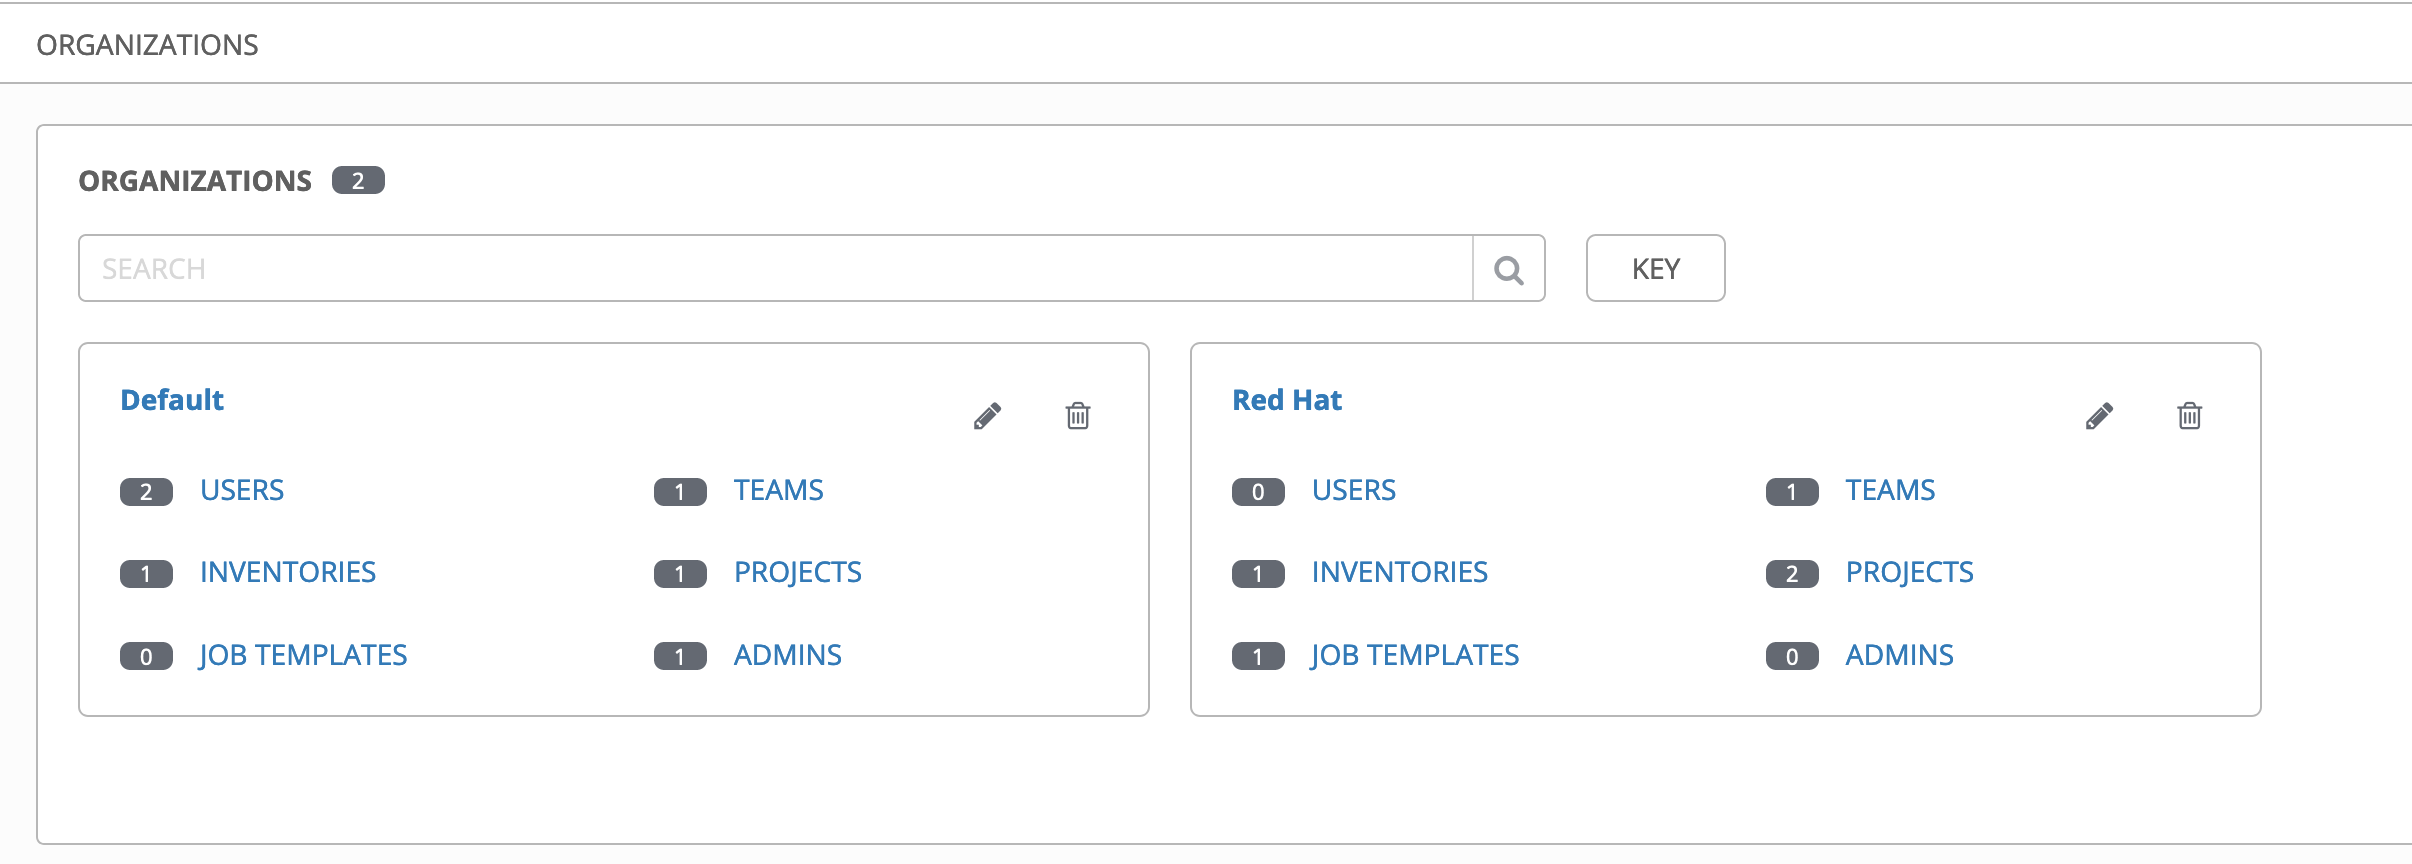 ORGANIZATIONS
ORGANIZATIONS 2
SEARCH KEY
Default
2 USERS 1 TEAMS
1 INVENTORIES 1 PROJECTS
0 JOB TEMPLATES 1 ADMINS
Red Hat
0 USERS 1 TEAMS
1 INVENTORIES 2 PROJECTS
1 JOB TEMPLATES 0 ADMINS